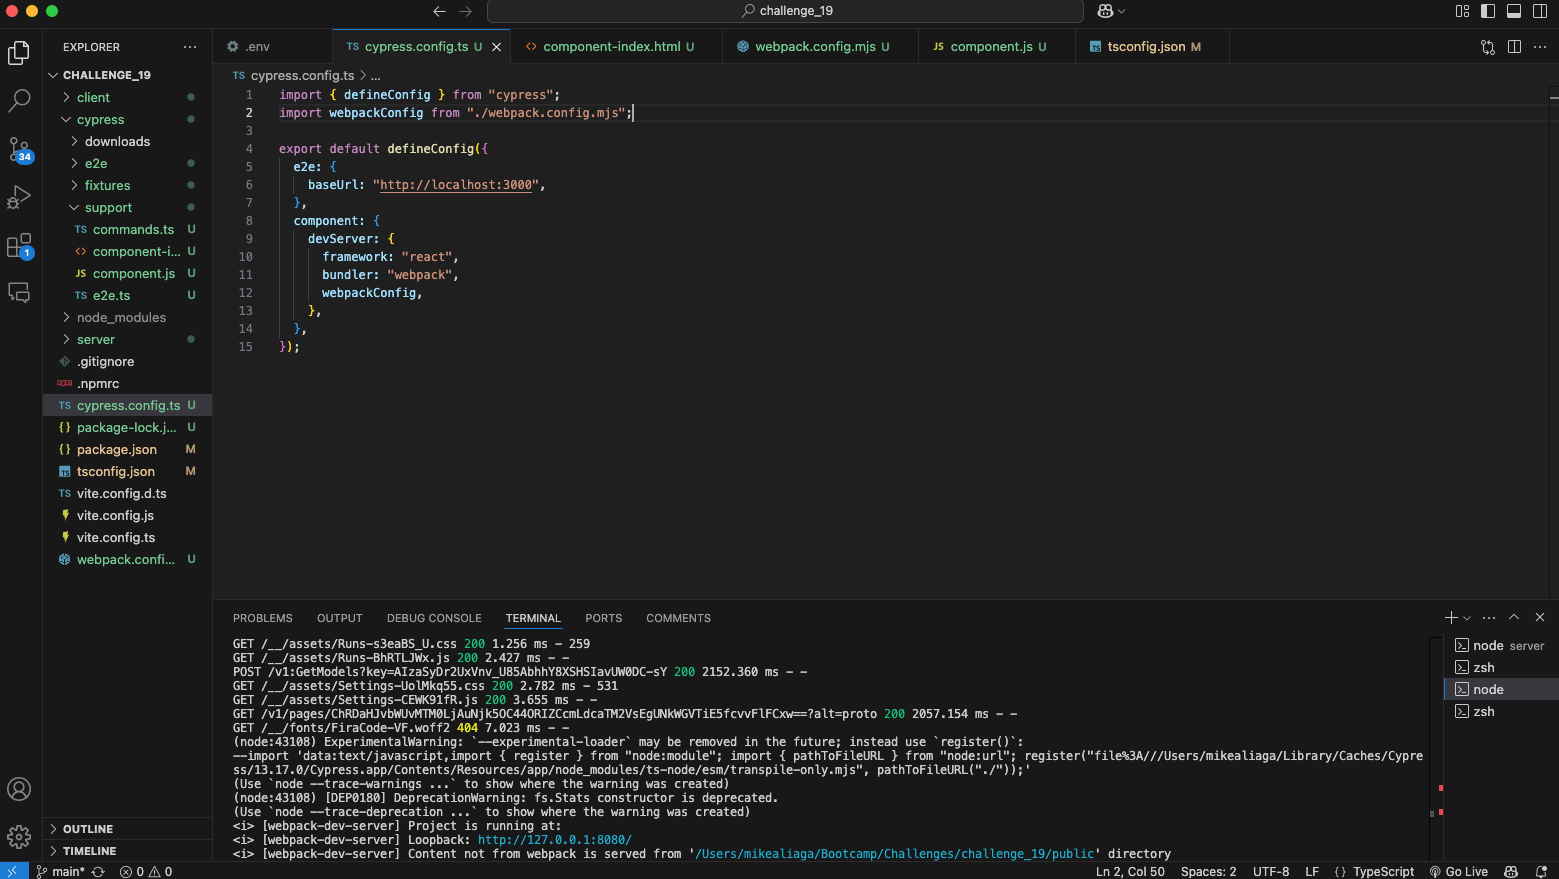 challenge_19
EXPLORER
CHALLENGE_19
client
cypress
downloads
e2e
fixtures
support
TS commands.ts U
<> component-i... U
JS component.js U
TS e2e.ts U
node_modules
server
.gitignore
.npmrc
TS cypress.config.ts U
{} package-lock.j... U
{} package.json M
TS tsconfig.json M
TS vite.config.d.ts
vite.config.js
vite.config.ts
webpack.confi... U
OUTLINE
TIMELINE
34
1
.env
TS cypress.config.ts U
<> component-index.html U
webpack.config.mjs U
JS component.js U
TS tsconfig.json M
TS cypress.config.ts > ...
1 import { defineConfig } from "cypress";
2 import webpackConfig from "./webpack.config.mjs";
3
4 export default defineConfig({
5 e2e: {
6 baseUrl: "http://localhost:3000",
7 },
8 component: {
9 devServer: {
10 framework: "react",
11 bundler: "webpack",
12 webpackConfig,
13 },
14 },
15 });
PROBLEMS OUTPUT DEBUG CONSOLE TERMINAL PORTS COMMENTS
GET /__/assets/Runs-s3eaBS_U.css 200 1.256 ms - 259
GET /__/assets/Runs-BhRTLJWx.js 200 2.427 ms - -
POST /v1:GetModels?key=AIzaSyDr2UxVnv_U85AbhhY8XSHSIavUW0DC-sY 200 2152.360 ms - -
GET /__/assets/Settings-UolMkq55.css 200 2.782 ms - 531
GET /__/assets/Settings-CEWK91fR.js 200 3.655 ms - -
GET /v1/pages/ChRDaHJvbWUvMTM0LjAuNjk5OC44ORIZCcmLdcaTM2VsEgUNkWGVTiE5fcvvFlFCxw==?alt=proto 200 2057.154 ms - -
GET /__/fonts/FiraCode-VF.woff2 404 7.023 ms - -
(node:43108) ExperimentalWarning: `--experimental-loader` may be removed in the future; instead use `register()`:
--import 'data:text/javascript,import { register } from "node:module"; import { pathToFileURL } from "node:url"; register("file%3A///Users/mikealiaga/Library/Caches/Cypre
ss/13.17.0/Cypress.app/Contents/Resources/app/node_modules/ts-node/esm/transpile-only.mjs", pathToFileURL("./"));'
(Use `node --trace-warnings ...` to show where the warning was created)
(node:43108) [DEP0180] DeprecationWarning: fs.Stats constructor is deprecated.
(Use `node --trace-deprecation ...` to show where the warning was created)
<i> [webpack-dev-server] Project is running at:
<i> [webpack-dev-server] Loopback: http://127.0.0.1:8080/
<i> [webpack-dev-server] Content not from webpack is served from '/Users/mikealiaga/Bootcamp/Challenges/challenge_19/public' directory
node server
zsh
node
zsh
main* 0 0
Ln 2, Col 50 Spaces: 2 UTF-8 LF {} TypeScript Go Live